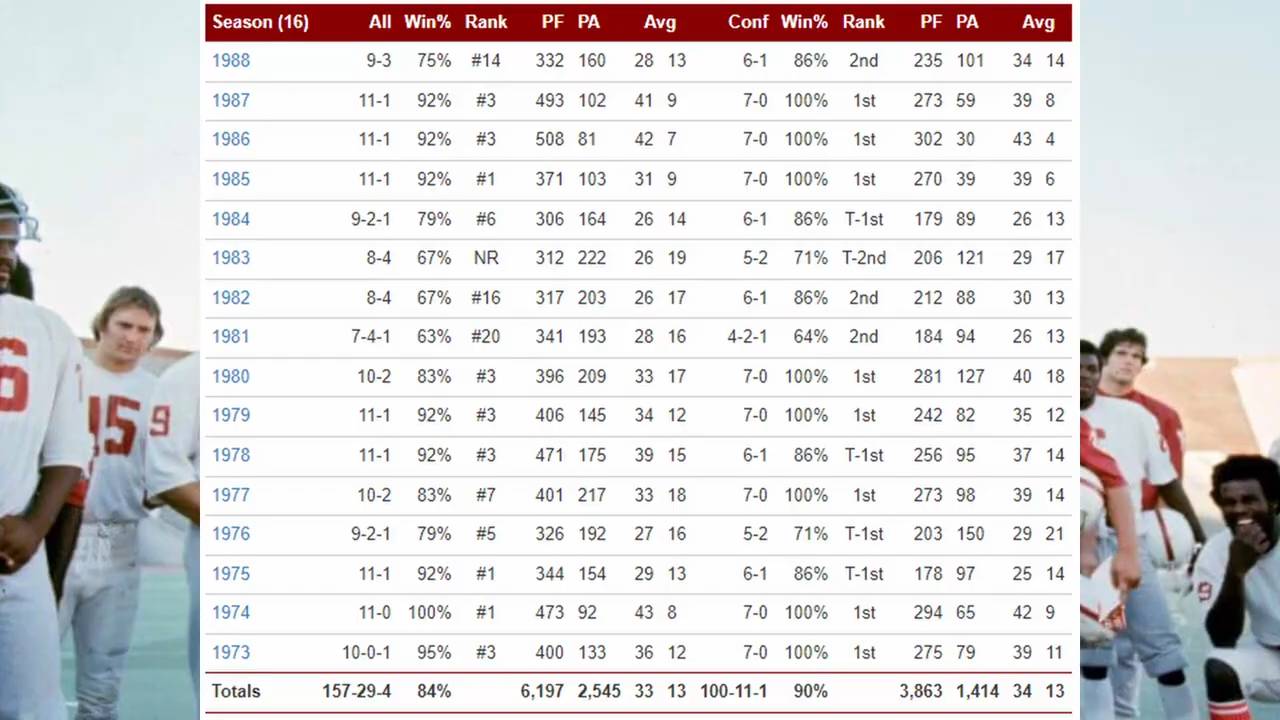 Season (16) All Win% Rank PF PA Avg Conf Win% Rank PF PA Avg
1988 9-3 75% #14 332 160 28 13 6-1 86% 2nd 235 101 34 14
1987 11-1 92% #3 493 102 41 9 7-0 100% 1st 273 59 39 8
1986 11-1 92% #3 508 81 42 7 7-0 100% 1st 302 30 43 4
1985 11-1 92% #1 371 103 31 9 7-0 100% 1st 270 39 39 6
1984 9-2-1 79% #6 306 164 26 14 6-1 86% T-1st 179 89 26 13
1983 8-4 67% NR 312 222 26 19 5-2 71% T-2nd 206 121 29 17
1982 8-4 67% #16 317 203 26 17 6-1 86% 2nd 212 88 30 13
1981 7-4-1 63% #20 341 193 28 16 4-2-1 64% 2nd 184 94 26 13
1980 10-2 83% #3 396 209 33 17 7-0 100% 1st 281 127 40 18
1979 11-1 92% #3 406 145 34 12 7-0 100% 1st 242 82 35 12
1978 11-1 92% #3 471 175 39 15 6-1 86% T-1st 256 95 37 14
1977 10-2 83% #7 401 217 33 18 7-0 100% 1st 273 98 39 14
1976 9-2-1 79% #5 326 192 27 16 5-2 71% T-1st 203 150 29 21
1975 11-1 92% #1 344 154 29 13 6-1 86% T-1st 178 97 25 14
1974 11-0 100% #1 473 92 43 8 7-0 100% 1st 294 65 42 9
1973 10-0-1 95% #3 400 133 36 12 7-0 100% 1st 275 79 39 11
Totals 157-29-4 84% 6,197 2,545 33 13 100-11-1 90% 3,863 1,414 34 13
6
45
9